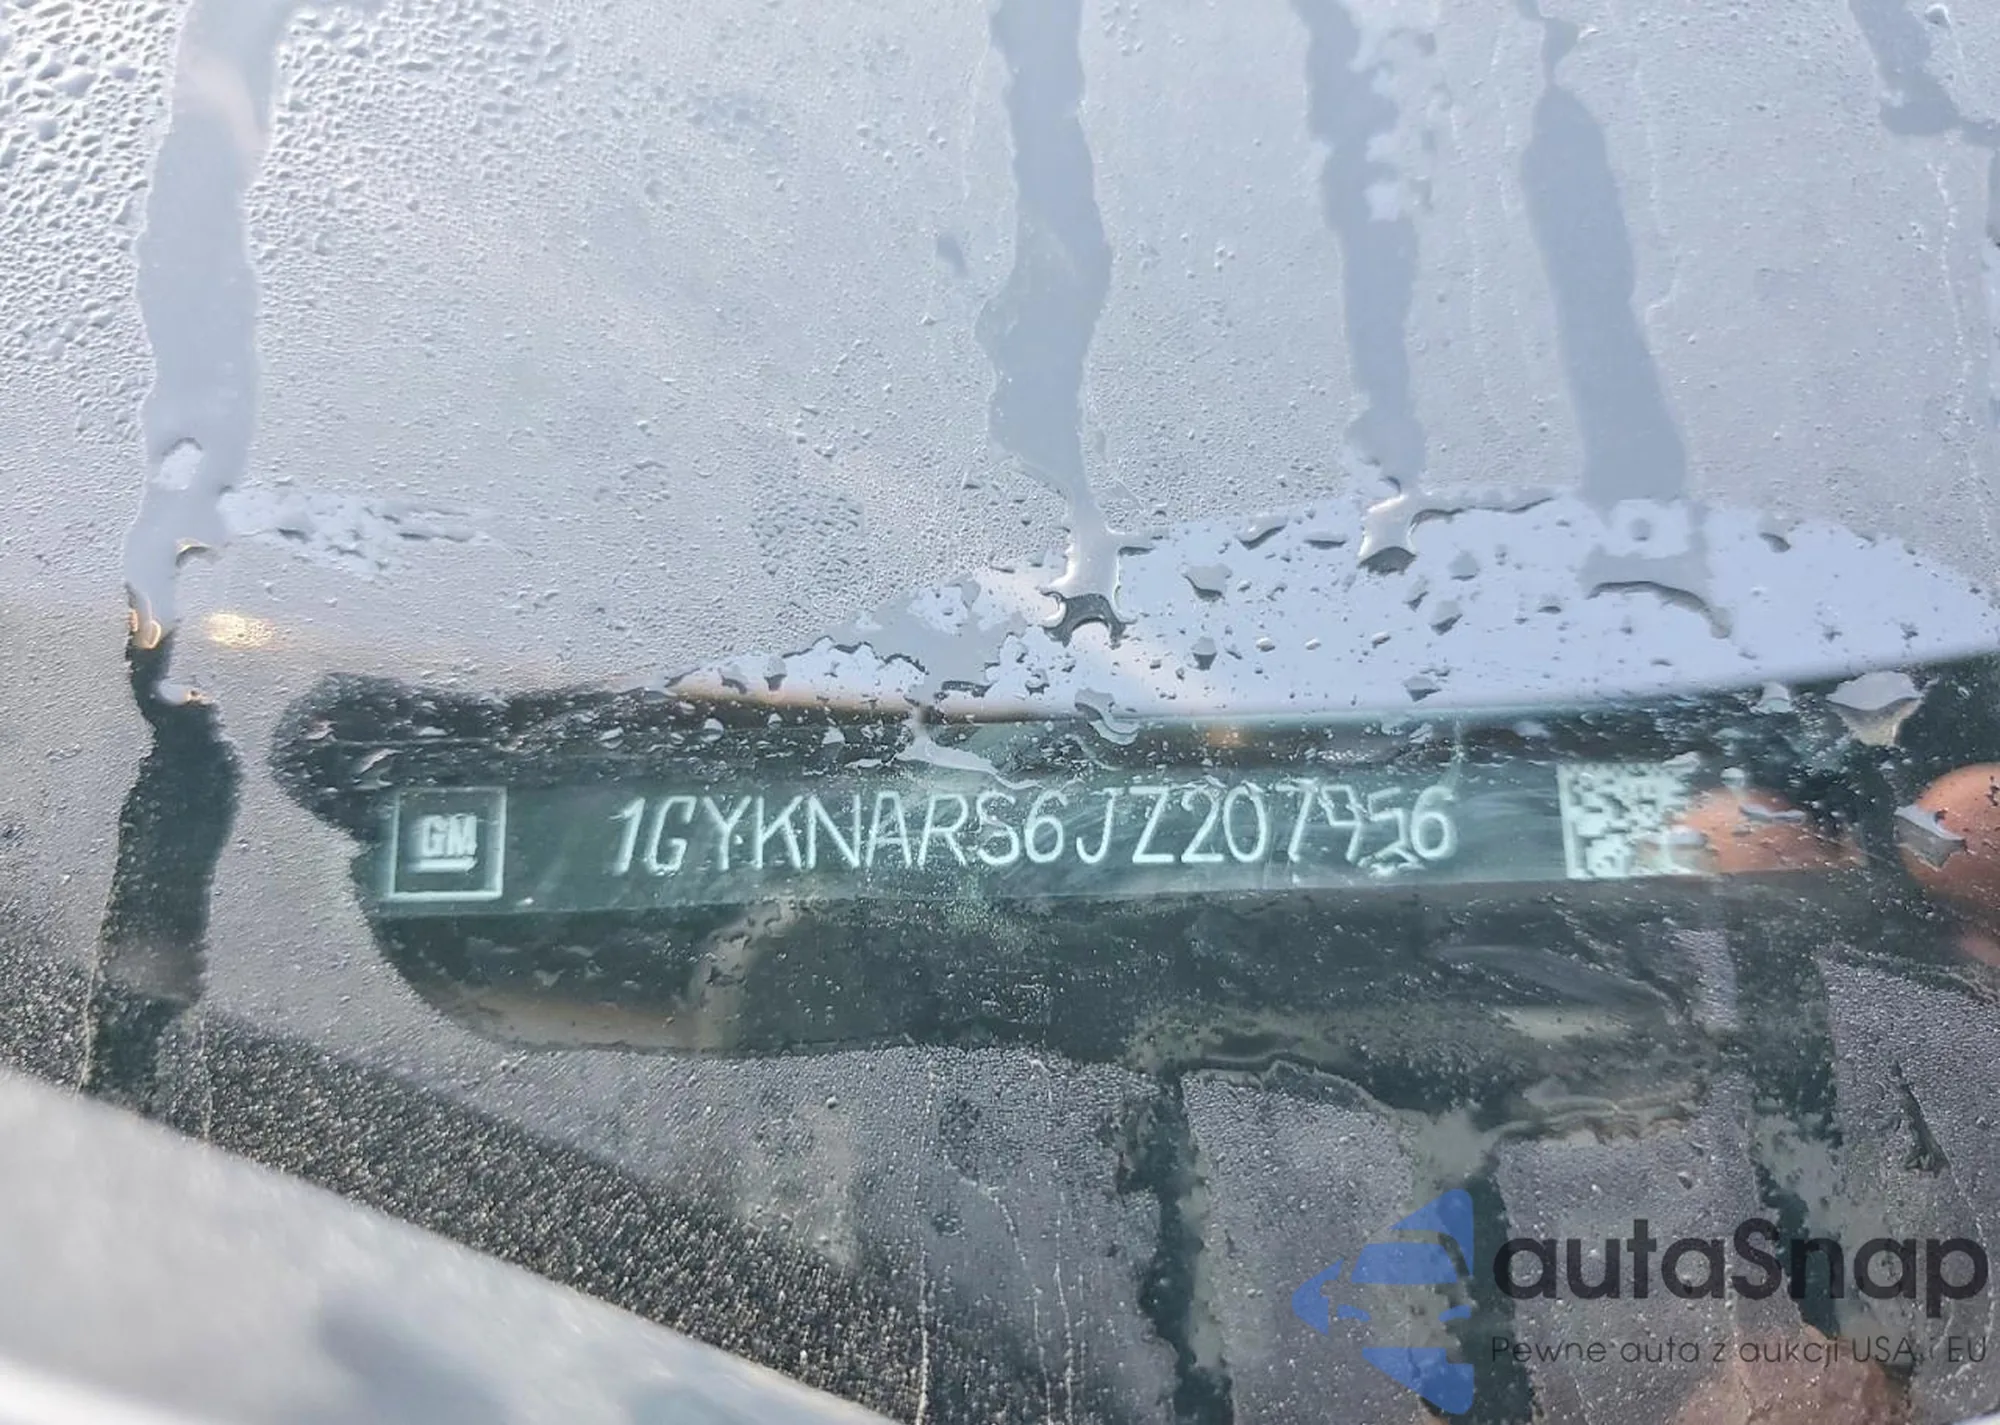 GM 1GYKNARS6JZ207956
autaSnap
Pewne auta z aukcji USA i EU